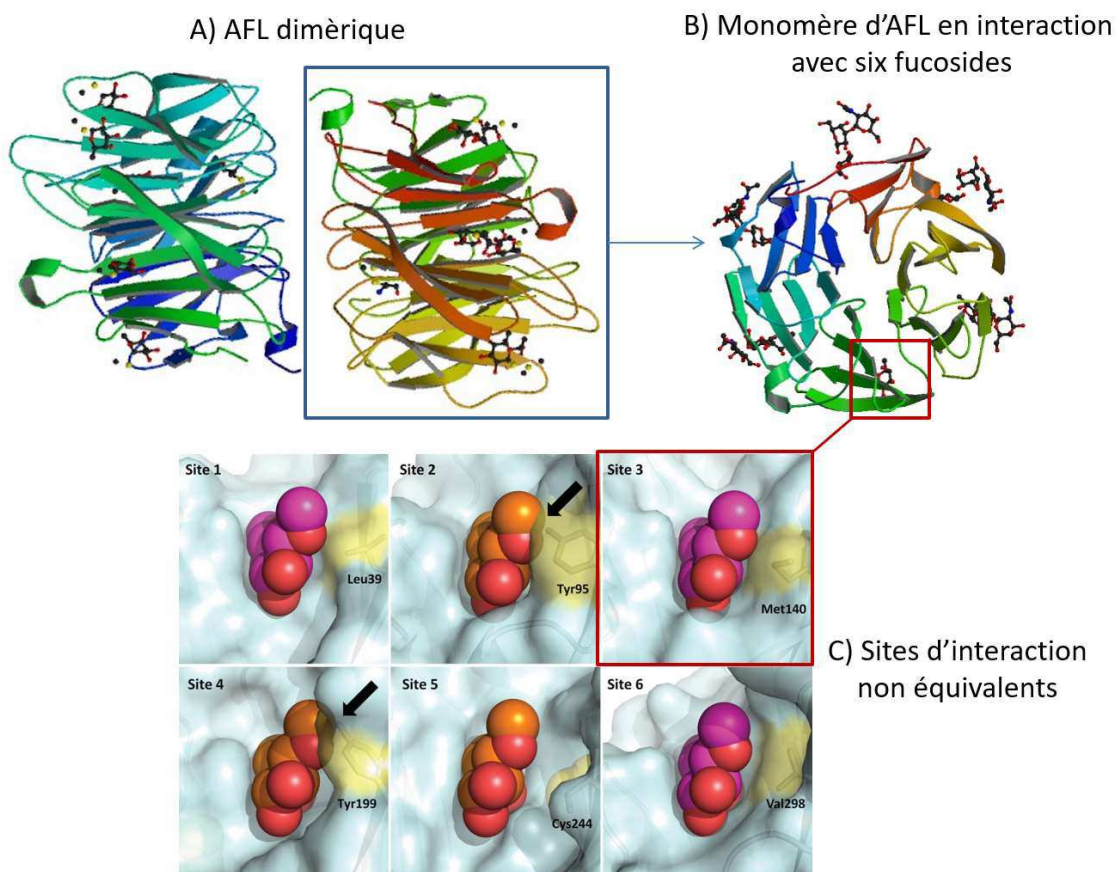 A) AFL dimèrique
B) Monomère d’AFL en interaction
avec six fucosides
Site 1
Leu39
Site 2
Tyr95
Site 3
Met140
Site 4
Tyr199
Site 5
Cys244
Site 6
Val298
C) Sites d’interaction
non équivalents